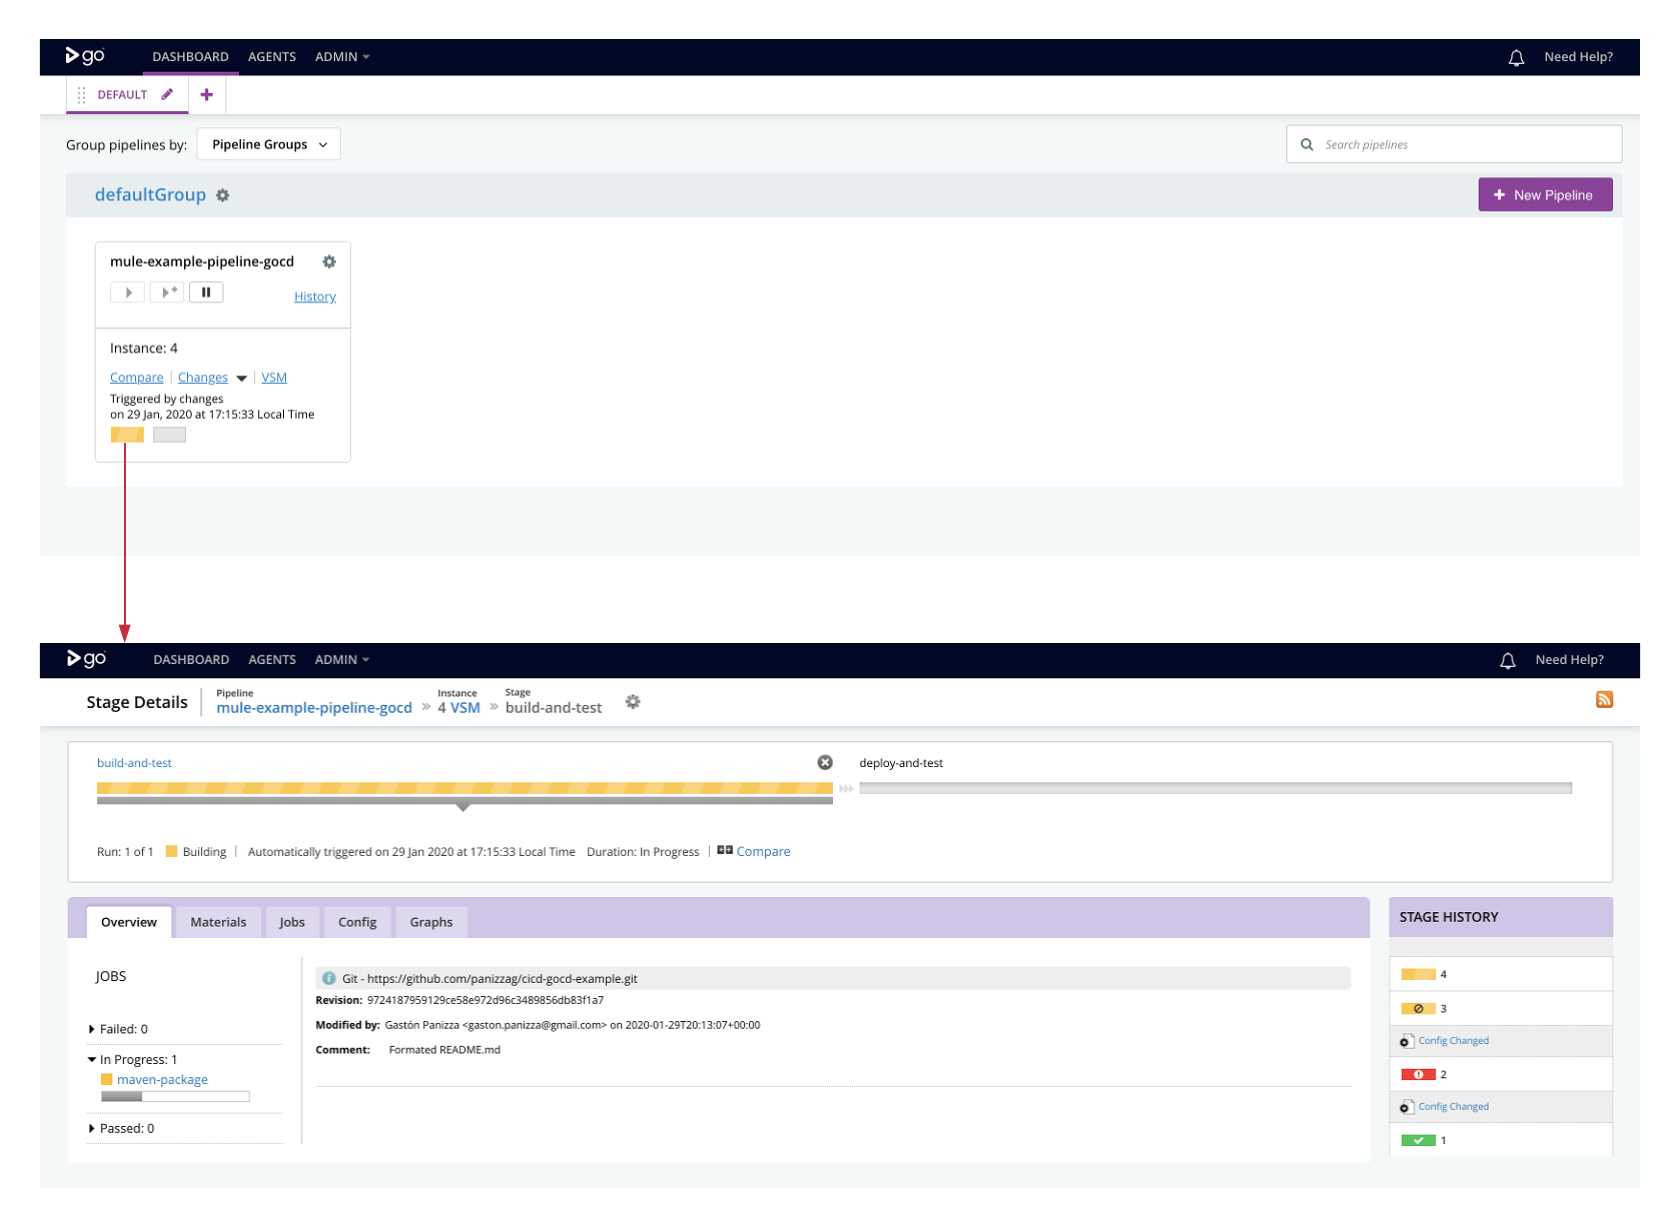 go DASHBOARD AGENTS ADMIN Need Help?
DEFAULT
Group pipelines by: Pipeline Groups Search pipelines
defaultGroup + New Pipeline
mule-example-pipeline-gocd
History
Instance: 4
Compare | Changes | VSM
Triggered by changes
on 29 Jan, 2020 at 17:15:33 Local Time
go DASHBOARD AGENTS ADMIN Need Help?
Stage Details
Pipeline Instance Stage
mule-example-pipeline-gocd » 4 VSM » build-and-test
build-and-test deploy-and-test
Run: 1 of 1 Building | Automatically triggered on 29 Jan 2020 at 17:15:33 Local Time Duration: In Progress | Compare
Overview Materials Jobs Config Graphs
JOBS
Failed: 0
In Progress: 1
maven-package
Passed: 0
Git - https://github.com/panizzag/cicd-gocd-example.git
Revision: 9724187959129ce58e972d96c3489856db83f1a7
Modified by: Gastón Panizza <gaston.panizza@gmail.com> on 2020-01-29T20:13:07+00:00
Comment: Formated README.md
STAGE HISTORY
4
3
Config Changed
2
Config Changed
1